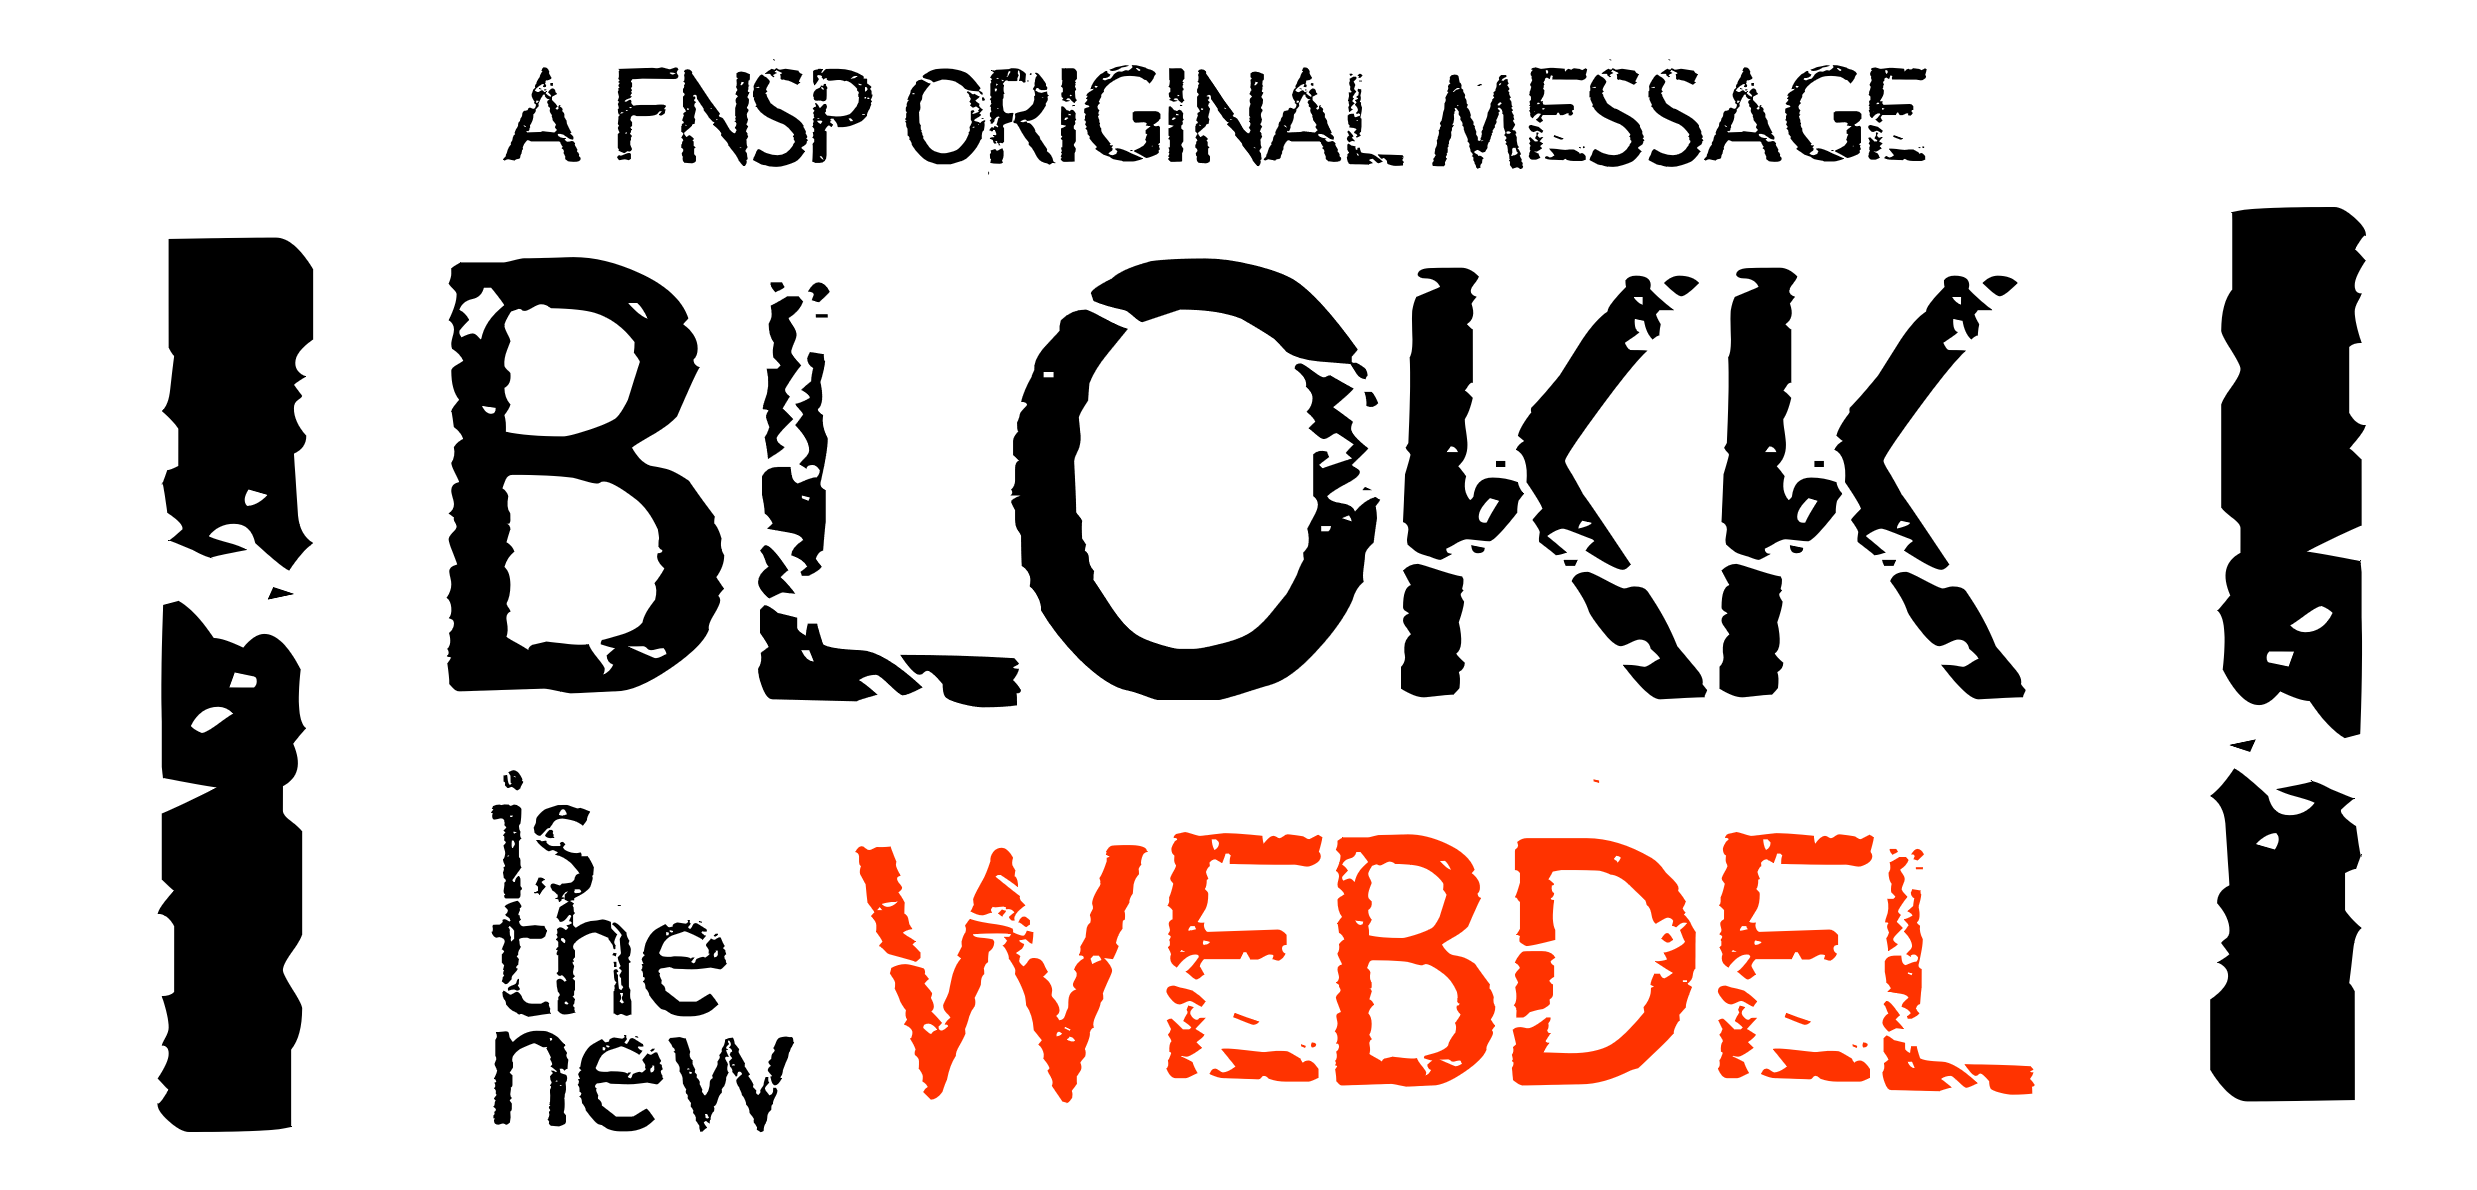 A FNSP ORIGINAL MESSAGE
BLOKK
is
the
new
WEBDEL